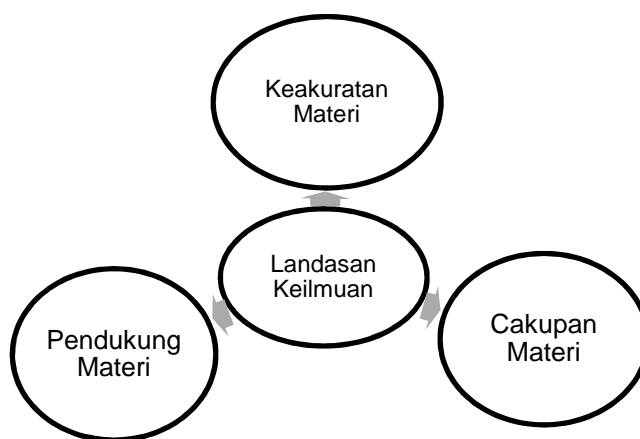 Keakuratan
Materi
Landasan
Keilmuan
Pendukung
Materi
Cakupan
Materi